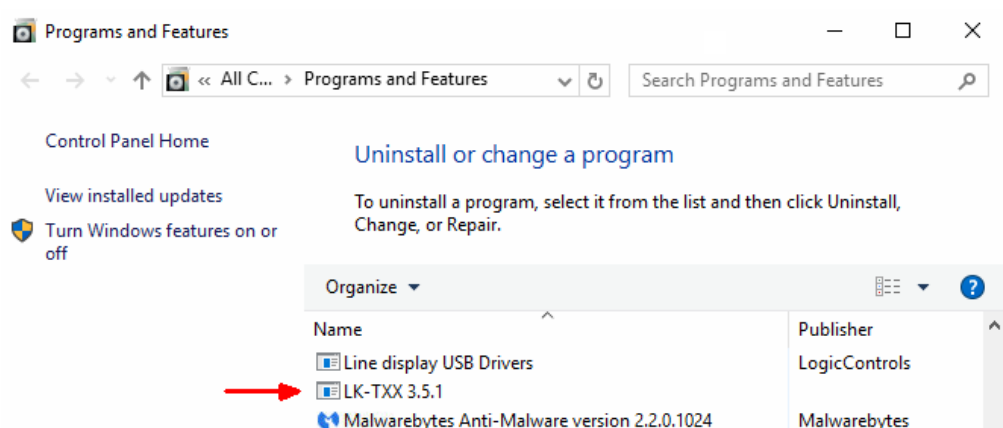 Programs and Features
« All C... > Programs and Features
Search Programs and Features
Control Panel Home
View installed updates
Turn Windows features on or
off
Uninstall or change a program
To uninstall a program, select it from the list and then click Uninstall,
Change, or Repair.
Organize
Name Publisher
Line display USB Drivers LogicControls
LK-TXX 3.5.1
Malwarebytes Anti-Malware version 2.2.0.1024 Malwarebytes